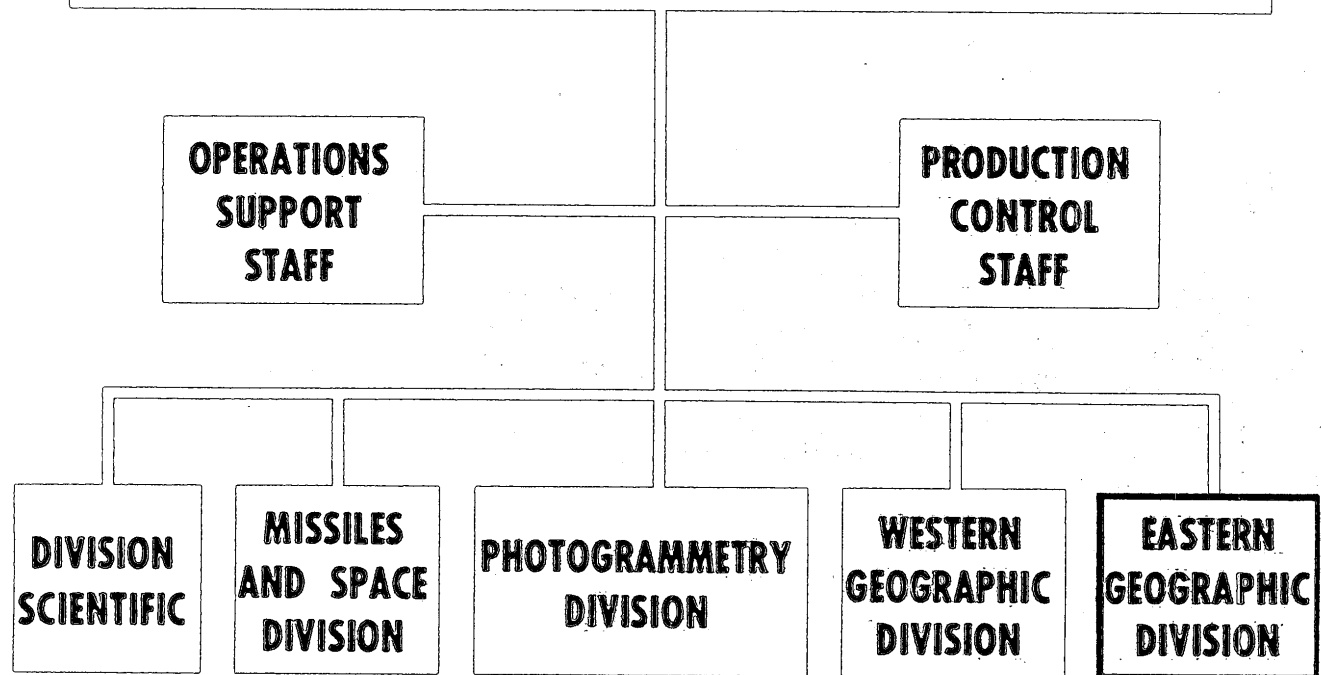 OPERATIONS
SUPPORT
STAFF
PRODUCTION
CONTROL
STAFF
DIVISION
SCIENTIFIC
MISSILES
AND SPACE
DIVISION
PHOTOGRAMMETRY
DIVISION
WESTERN
GEOGRAPHIC
DIVISION
EASTERN
GEOGRAPHIC
DIVISION